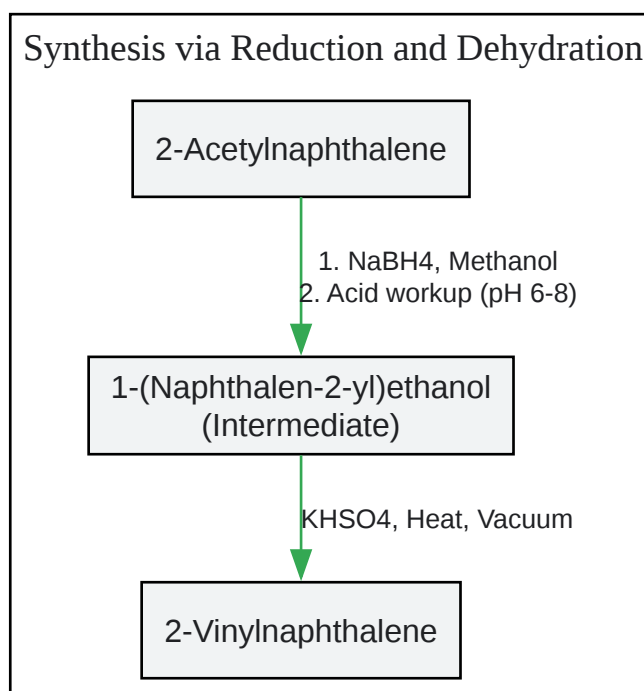 Synthesis via Reduction and Dehydration
2-Acetylnaphthalene
1. NaBH4, Methanol
2. Acid workup (pH 6-8)
1-(Naphthalen-2-yl)ethanol
(Intermediate)
KHSO4, Heat, Vacuum
2-Vinylnaphthalene